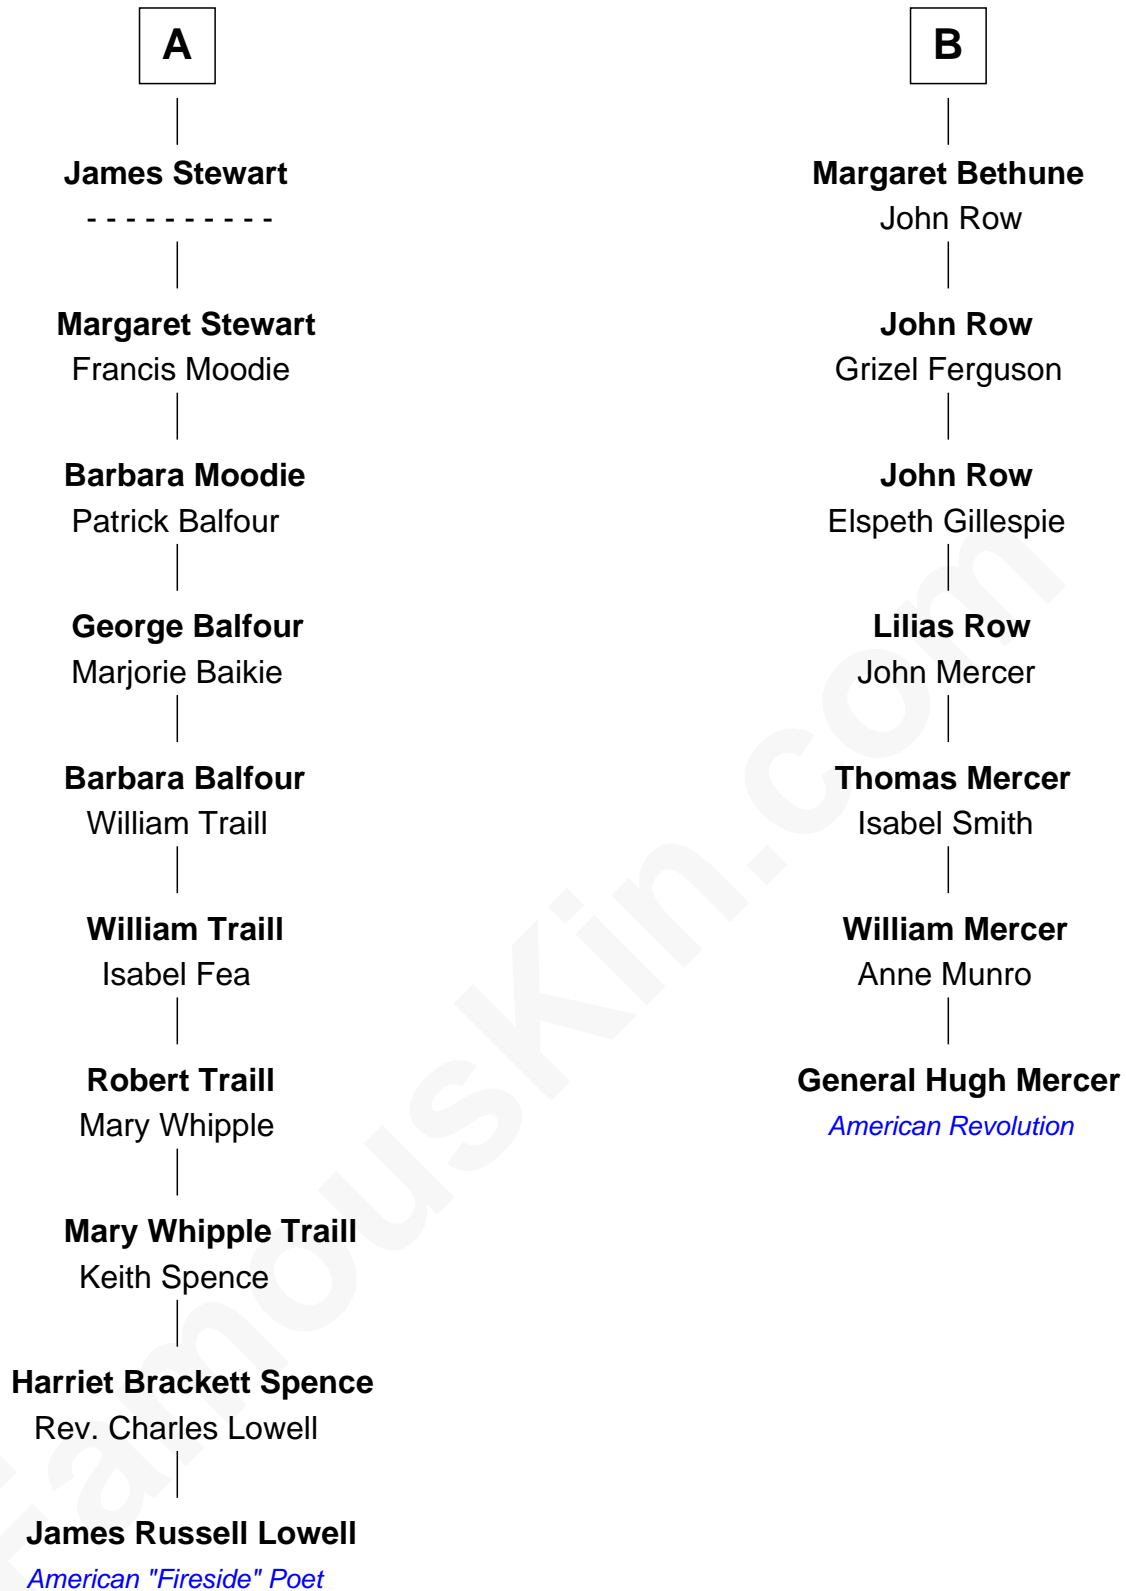 A
James Stewart
- - - - - - - - - -
Margaret Stewart
Francis Moodie
Barbara Moodie
Patrick Balfour
George Balfour
Marjorie Baikie
Barbara Balfour
William Traill
William Traill
Isabel Fea
Robert Traill
Mary Whipple
Mary Whipple Traill
Keith Spence
Harriet Brackett Spence
Rev. Charles Lowell
James Russell Lowell
American "Fireside" Poet
B
Margaret Bethune
John Row
John Row
Grizel Ferguson
John Row
Elspeth Gillespie
Lilias Row
John Mercer
Thomas Mercer
Isabel Smith
William Mercer
Anne Munro
General Hugh Mercer
American Revolution
FamousKin.com